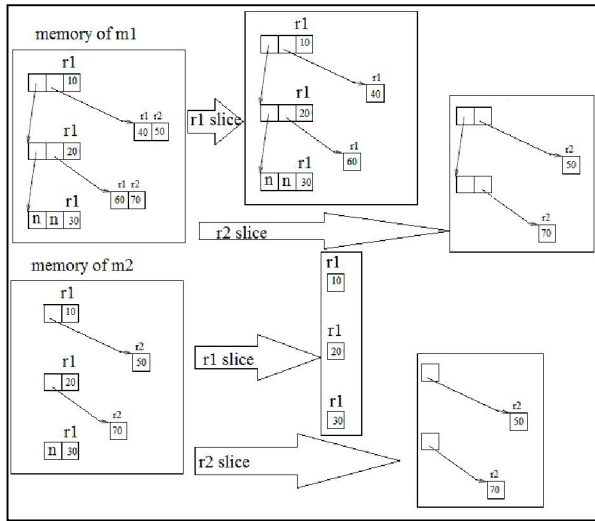 memory of m1
r1
10
r1 r2
40 50
r1
20
r1 r2
60 70
r1
n n 30
r1 slice
r1
10
r1
40
r1
20
r1
60
r1
n n 30
r2 slice
r2
50
r2
70
memory of m2
r1
10
r2
50
r1
20
r2
70
r1
n 30
r1 slice
r1
10
r1
20
r1
30
r2 slice
r2
50
r2
70